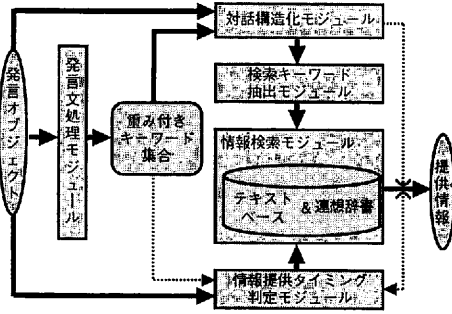 発言オブジェクト
発言文処理モジュール
重み付き
キーワード
集合
対話構造化モジュール
検索キーワード
抽出モジュール
情報検索モジュール
テキスト
ベース
&連想辞書
情報提供タイミング
判定モジュール
提供情報